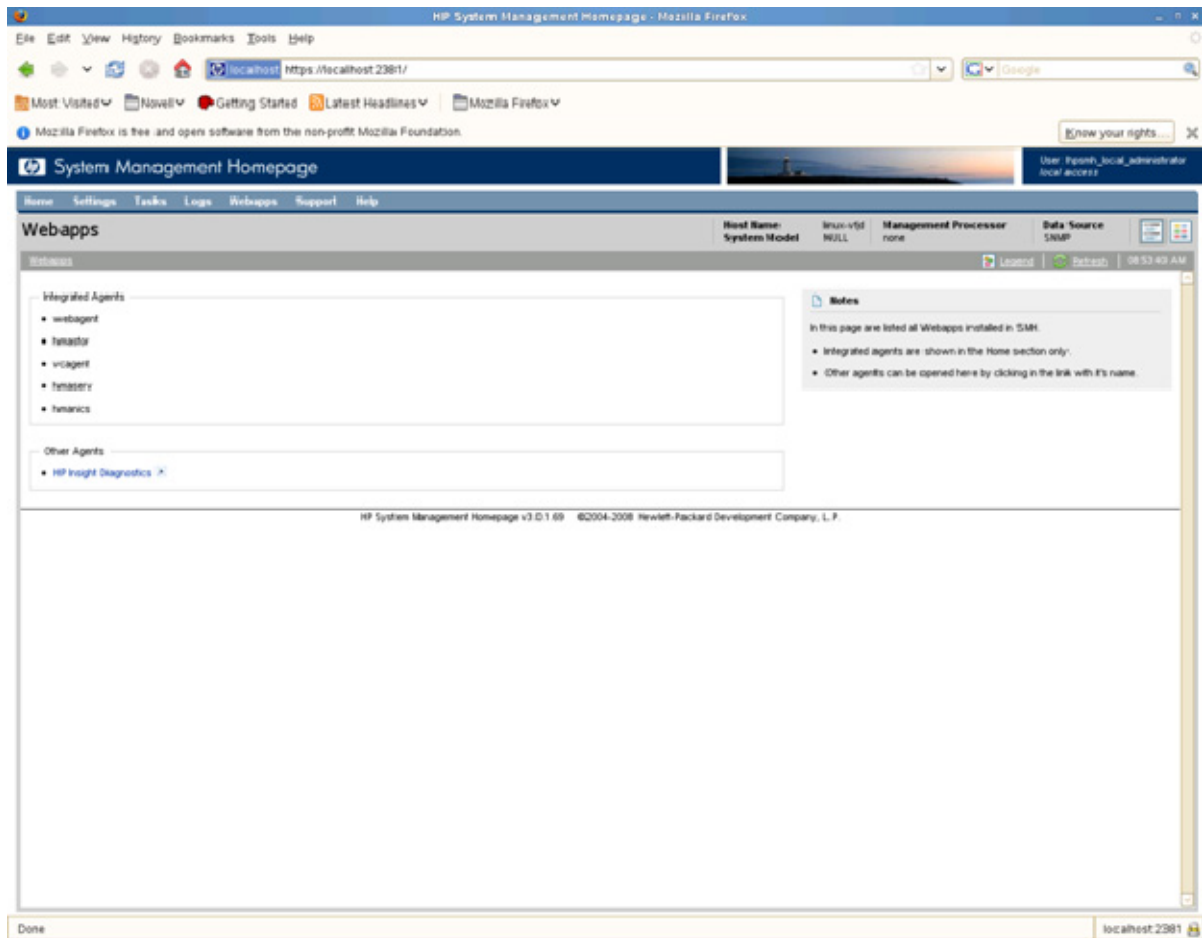 HP System Management Homepage - Mozilla Firefox
File Edit View History Bookmarks Tools Help
localhost https://localhost:2381/ Google
Most Visited Novell Getting Started Latest Headlines Mozilla Firefox
Mozilla Firefox is free and open software from the non-profit Mozilla Foundation. Know your rights...
System Management Homepage
User: hpsmh_local_administrator
local access
Home Settings Tasks Logs Webapps Support Help
Webapps
Host Name: linux-vfjd Management Processor Data Source
System Model NULL none SNMP
Webapps Legend Refresh 08:53:40 AM
Integrated Agents
webagent
hmastor
vcagent
hmaserv
hmanics
Notes
In this page are listed all Webapps installed in SMH.
Integrated agents are shown in the Home section only.
Other agents can be opened here by clicking in the link with it's name.
Other Agents
HP Insight Diagnostics
HP System Management Homepage v3.0.1.69 ©2004-2008 Hewlett-Packard Development Company, L.P.
Done localhost:2381